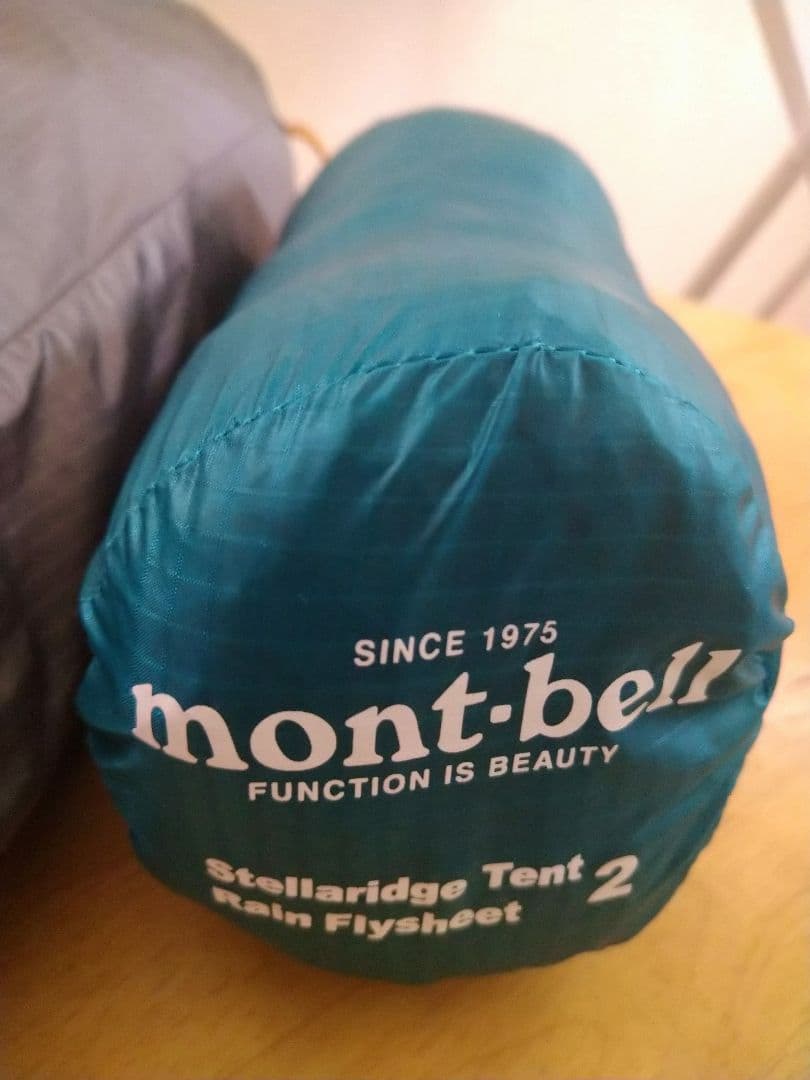 SINCE 1975
mont-bell
FUNCTION IS BEAUTY
Stellaridge Tent 2
Rain Flysheet